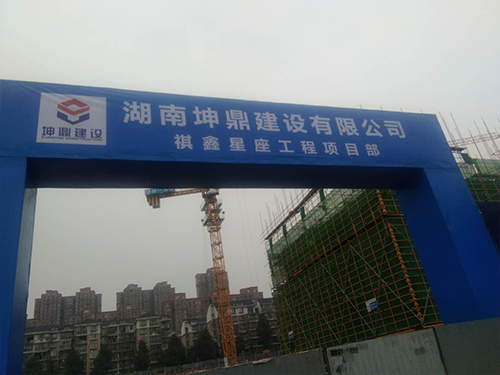 湖南坤鼎建设有限公司
祺鑫星座工程项目部
坤鼎建设